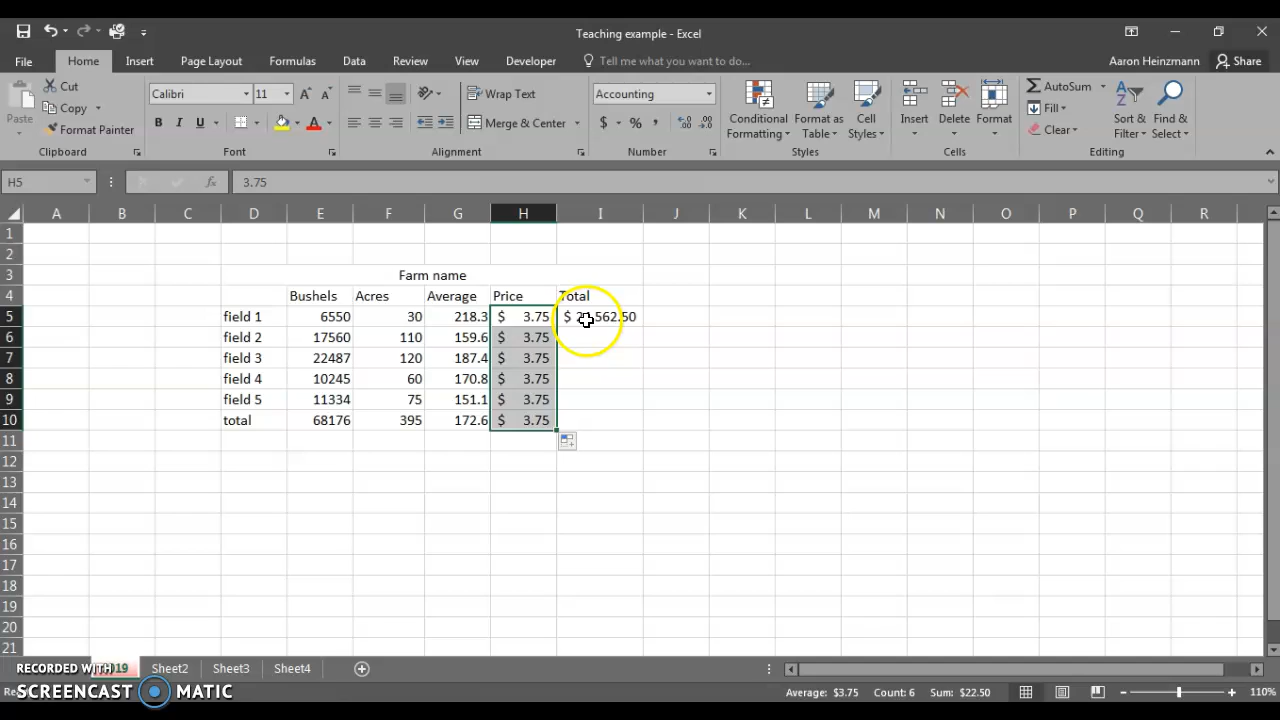 Teaching example - Excel
File Home Insert Page Layout Formulas Data Review View Developer Tell me what you want to do... Aaron Heinzmann Share
Paste Cut Copy Format Painter Clipboard
Calibri 11 A A B I U A Font
Wrap Text Merge & Center Alignment
Accounting $ % , Number
Conditional Formatting Format as Table Cell Styles Styles
Insert Delete Format Cells
AutoSum Fill Clear Sort & Filter Find & Select Editing
H5 fx 3.75
A B C D E F G H I J K L M N O P Q R
1
2
3 Farm name
4 Bushels Acres Average Price Total
5 field 1 6550 30 218.3 $ 3.75 $
6 field 2 17560 110 159.6 $ 3.75
7 field 3 22487 120 187.4 $ 3.75
8 field 4 10245 60 170.8 $ 3.75
9 field 5 11334 75 151.1 $ 3.75
10 total 68176 395 172.6 $ 3.75
11
12
13
14
15
16
17
18
19
20
21
Sheet2 Sheet3 Sheet4
RECORDED WITH
SCREENCAST MATIC
Average: $3.75 Count: 6 Sum: $22.50 110%